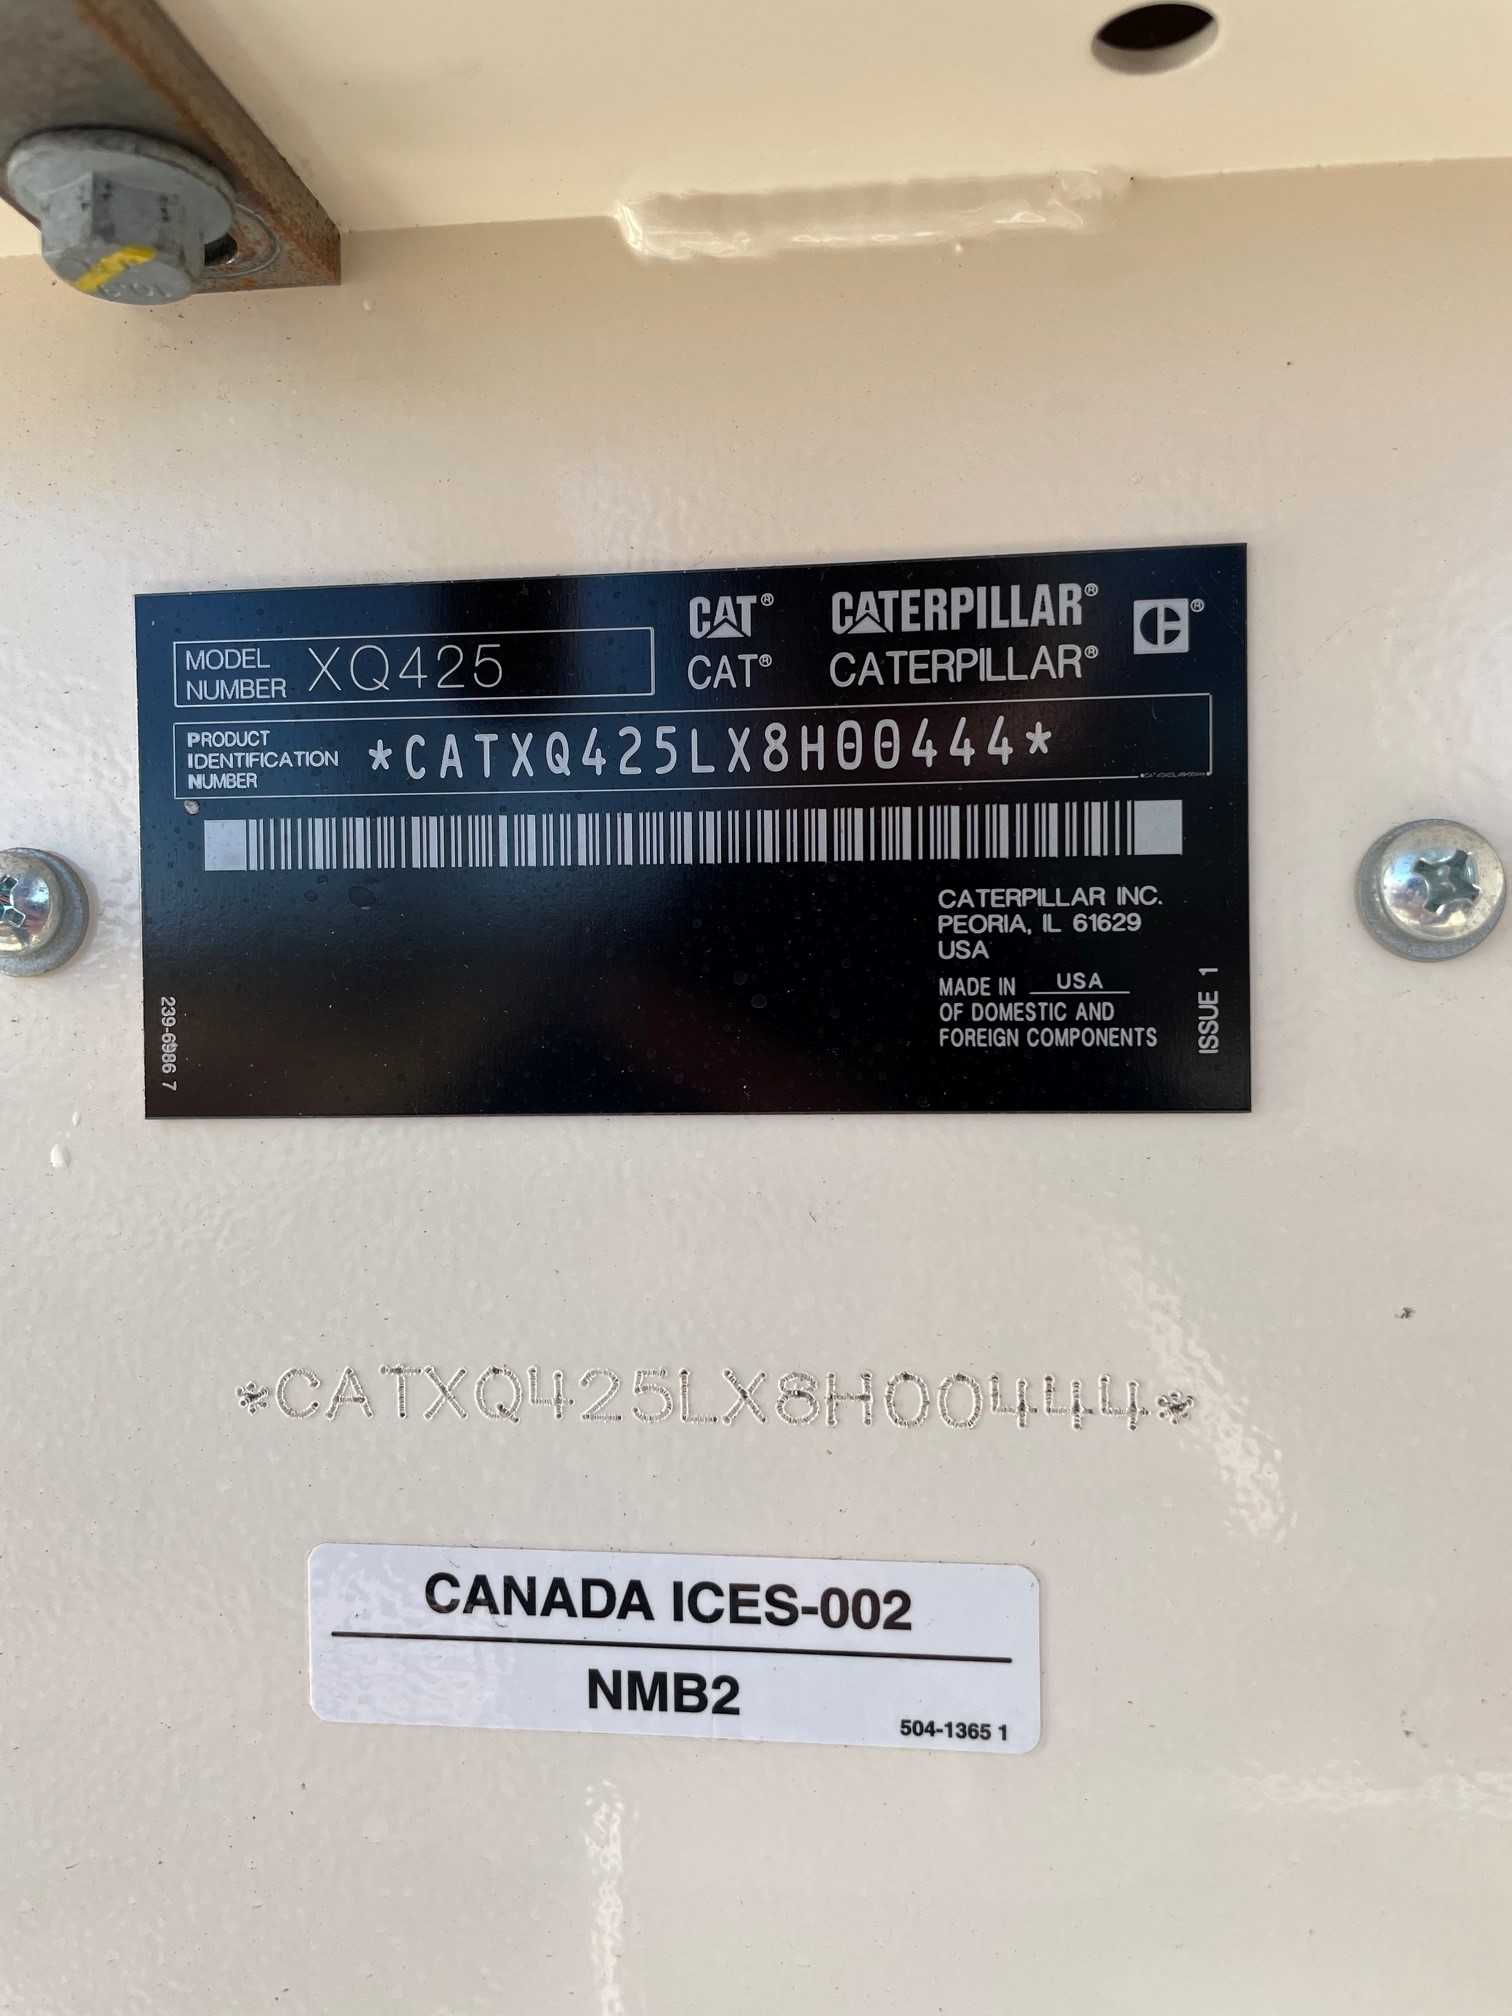 CAT® CATERPILLAR®
CAT® CATERPILLAR®
MODEL
NUMBER XQ425
PRODUCT
IDENTIFICATION
NUMBER
*CATXQ425LX8H00444*
CATERPILLAR INC.
PEORIA, IL 61629
USA
MADE IN USA
OF DOMESTIC AND
FOREIGN COMPONENTS
ISSUE 1
239-6986 7
*CATXQ425LX8H00444*
CANADA ICES-002
NMB2
504-1365 1